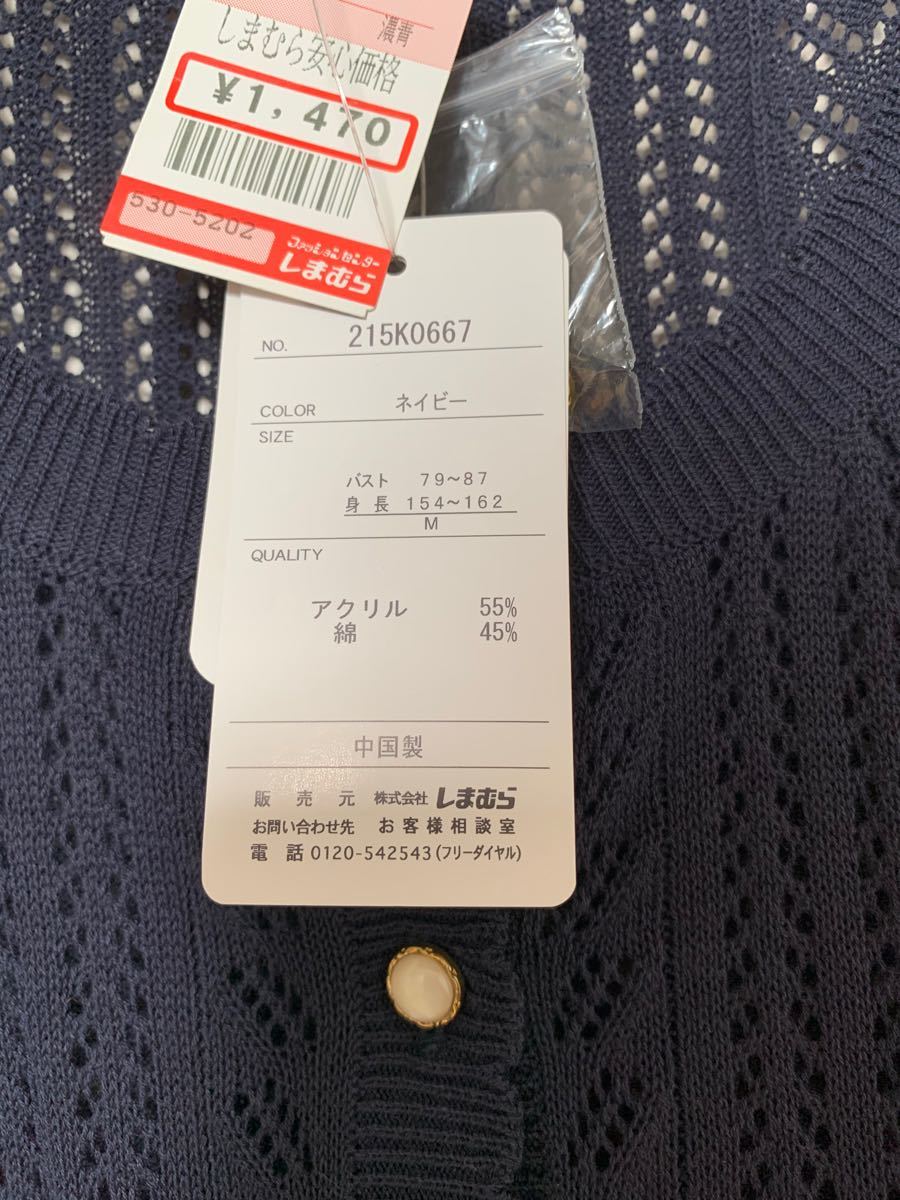 濃青
しまむら安心価格
¥1,470
530-5202
ファッションセンター
しまむら
NO. 215K0667
COLOR ネイビー
SIZE
バスト 79~87
身長 154~162
M
QUALITY
アクリル 55%
綿 45%
中国製
販売元 株式会社 しまむら
お問い合わせ先 お客様相談室
電話 0120-542543(フリーダイヤル)